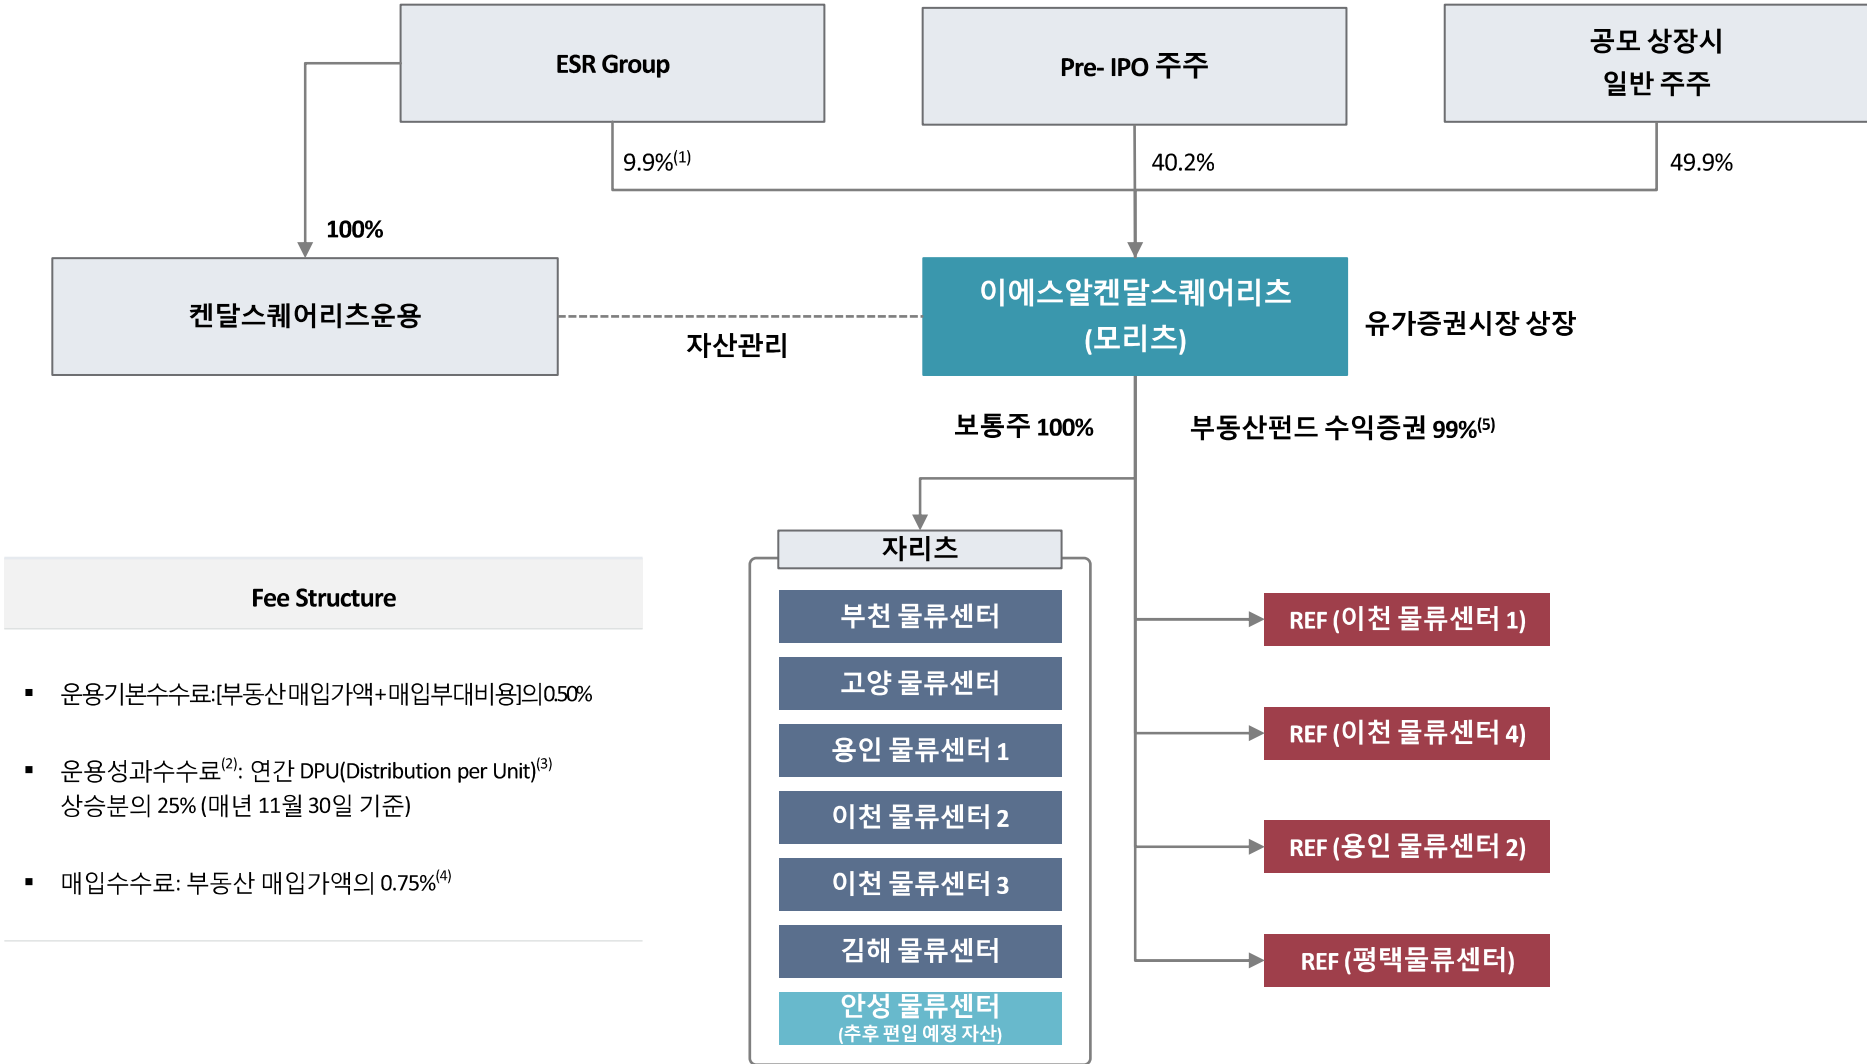 ESR Group
Pre- IPO 주주
공모 상장시
일반 주주
9.9%(1)
40.2%
49.9%
100%
켄달스퀘어리츠운용
자산관리
이에스알켄달스퀘어리츠
(모리츠)
유가증권시장 상장
보통주 100%
부동산펀드 수익증권 99%(5)
자리츠
부천 물류센터
고양 물류센터
용인 물류센터 1
이천 물류센터 2
이천 물류센터 3
김해 물류센터
안성 물류센터
(추후 편입 예정 자산)
REF (이천 물류센터 1)
REF (이천 물류센터 4)
REF (용인 물류센터 2)
REF (평택물류센터)
Fee Structure
▪ 운용기본수수료:[부동산 매입가액+매입부대비용]의0.50%
▪ 운용성과수수료(2): 연간 DPU(Distribution per Unit)(3)
상승분의 25% (매년 11월 30일 기준)
▪ 매입수수료: 부동산 매입가액의 0.75%(4)